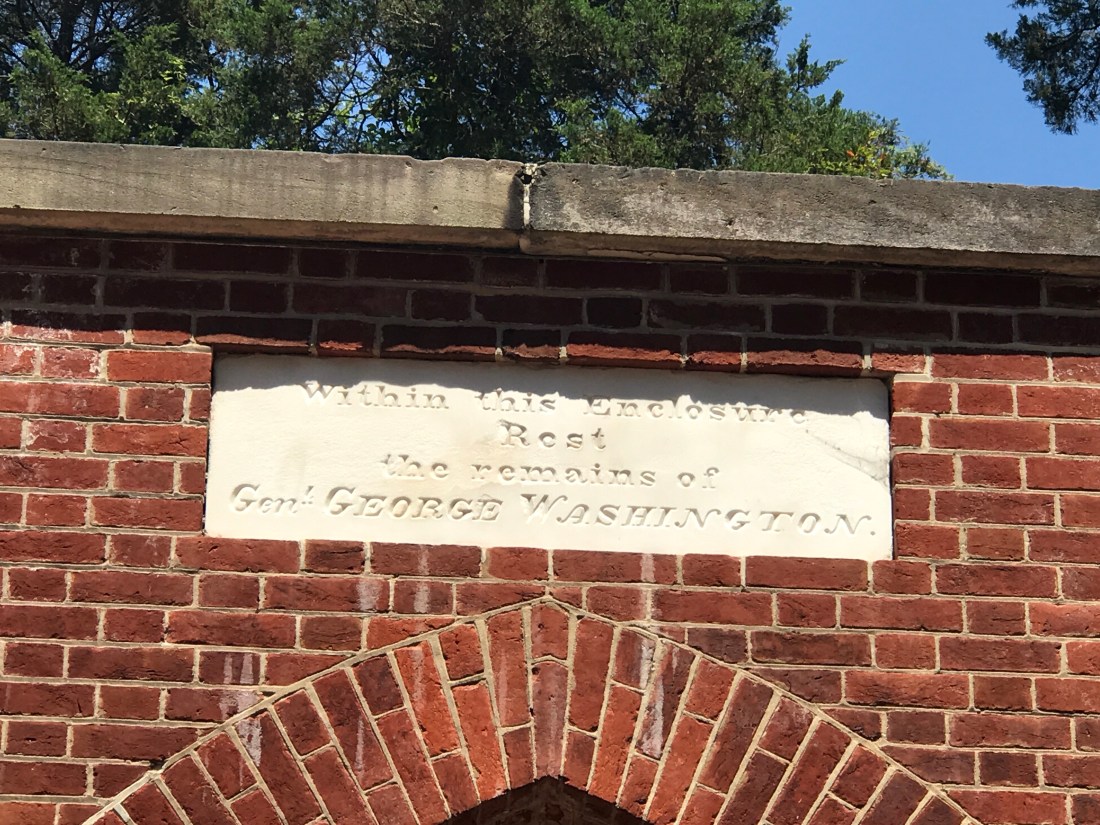 Within this Enclosure
Rest
the remains of
Genl. GEORGE WASHINGTON.